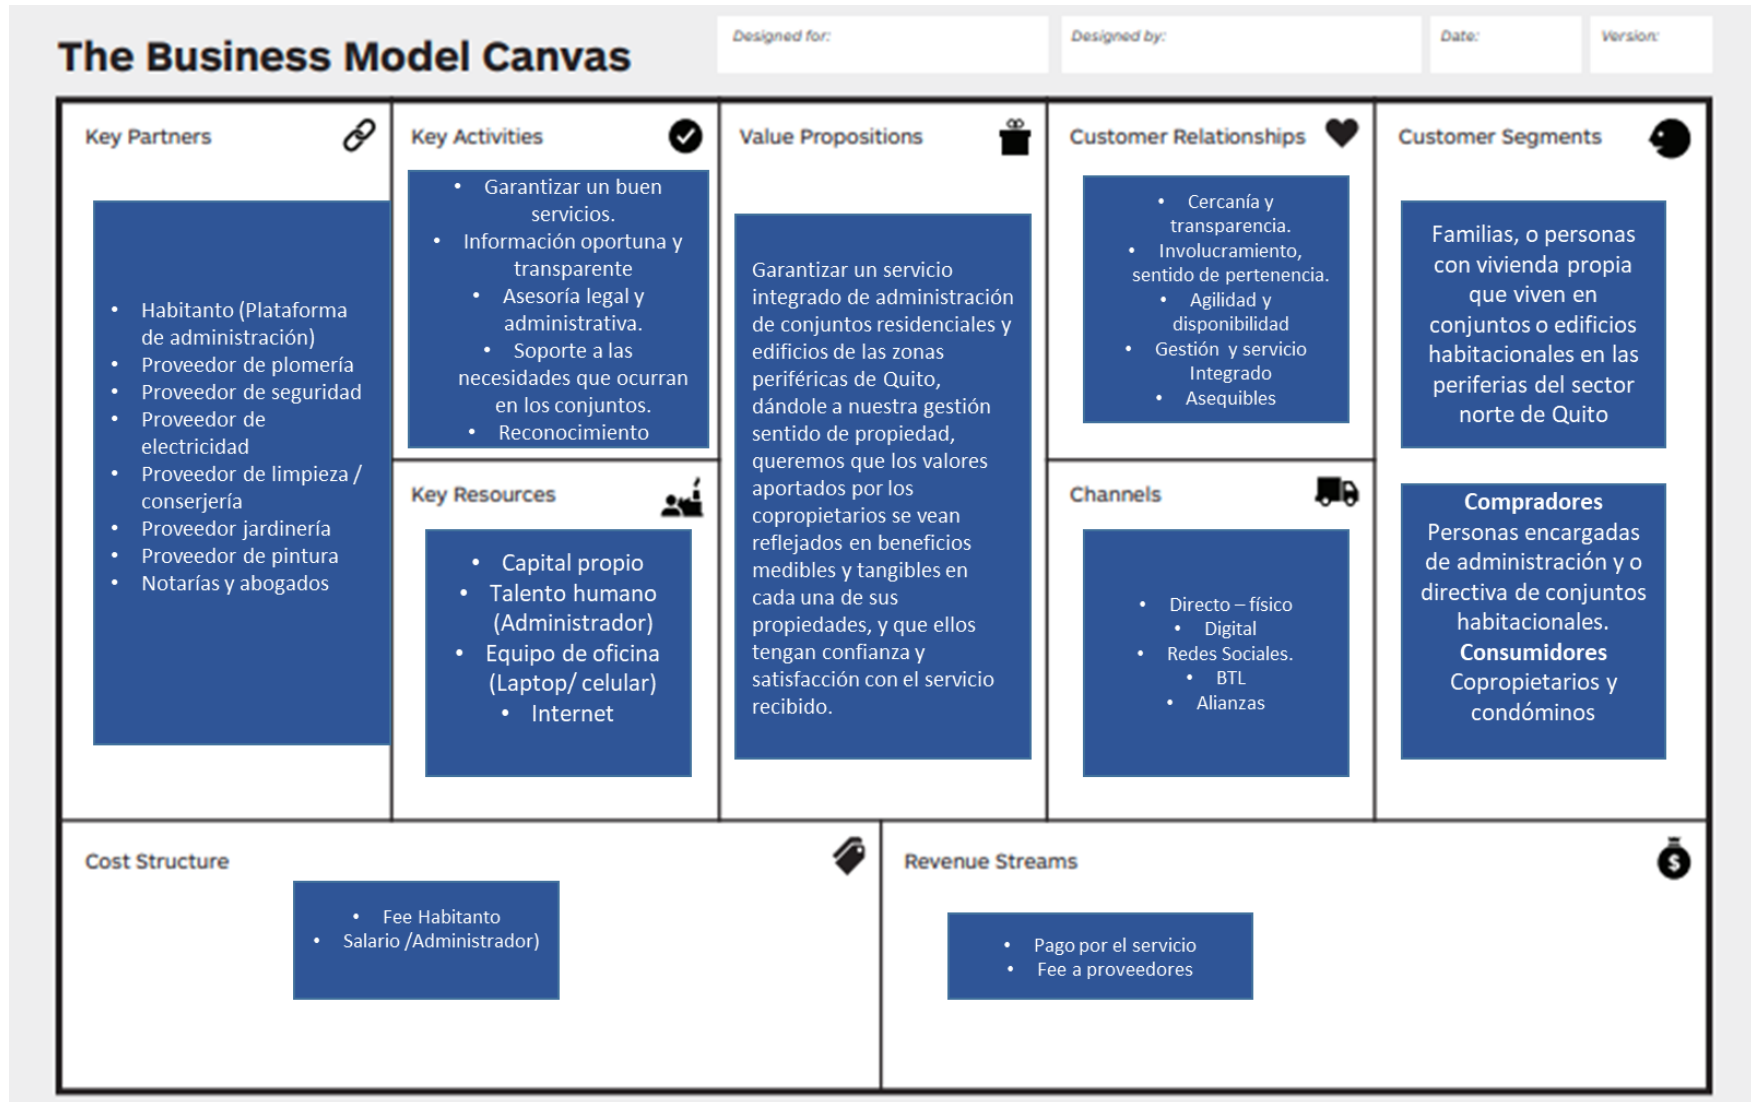 The Business Model Canvas
Designed for:
Designed by:
Date:
Version:
Key Partners
• Habitanto (Plataforma
de administración)
• Proveedor de plomería
• Proveedor de seguridad
• Proveedor de
electricidad
• Proveedor de limpieza /
conserjería
• Proveedor jardinería
• Proveedor de pintura
• Notarías y abogados
Key Activities
• Garantizar un buen
servicios.
• Información oportuna y
transparente
• Asesoría legal y
administrativa.
• Soporte a las
necesidades que ocurran
en los conjuntos.
• Reconocimiento
Key Resources
• Capital propio
• Talento humano
(Administrador)
• Equipo de oficina
(Laptop/ celular)
• Internet
Value Propositions
Garantizar un servicio
integrado de administración
de conjuntos residenciales y
edificios de las zonas
periféricas de Quito,
dándole a nuestra gestión
sentido de propiedad,
queremos que los valores
aportados por los
copropietarios se vean
reflejados en beneficios
medibles y tangibles en
cada una de sus
propiedades, y que ellos
tengan confianza y
satisfacción con el servicio
recibido.
Customer Relationships
• Cercanía y
transparencia.
• Involucramiento,
sentido de pertenencia.
• Agilidad y
disponibilidad
• Gestión y servicio
Integrado
• Asequibles
Channels
• Directo – físico
• Digital
• Redes Sociales.
• BTL
• Alianzas
Customer Segments
Familias, o personas
con vivienda propia
que viven en
conjuntos o edificios
habitacionales en las
periferias del sector
norte de Quito
Compradores
Personas encargadas
de administración y o
directiva de conjuntos
habitacionales.
Consumidores
Copropietarios y
condóminos
Cost Structure
• Fee Habitanto
• Salario /Administrador)
Revenue Streams
• Pago por el servicio
• Fee a proveedores